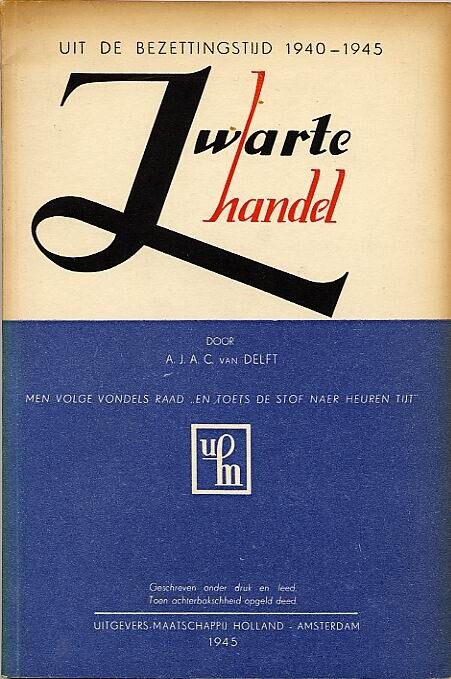 UIT DE BEZETTINGSTIJD 1940–1945
Zwarte
handel
DOOR
A. J. A. C. VAN DELFT
MEN VOLGE VONDELS RAAD „EN TOETS DE STOF NAER HEUREN TIJT"
um
Geschreven onder druk en leed.
Toen achterbakschheid opgeld deed.
UITGEVERS-MAATSCHAPPIJ HOLLAND - AMSTERDAM
1945